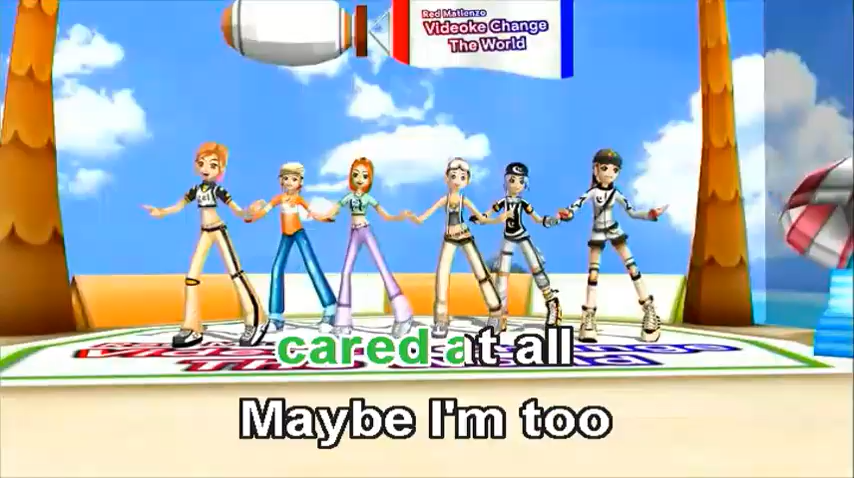 Red Matienzo
Videoke Change
The World
cared at all
Maybe I'm too